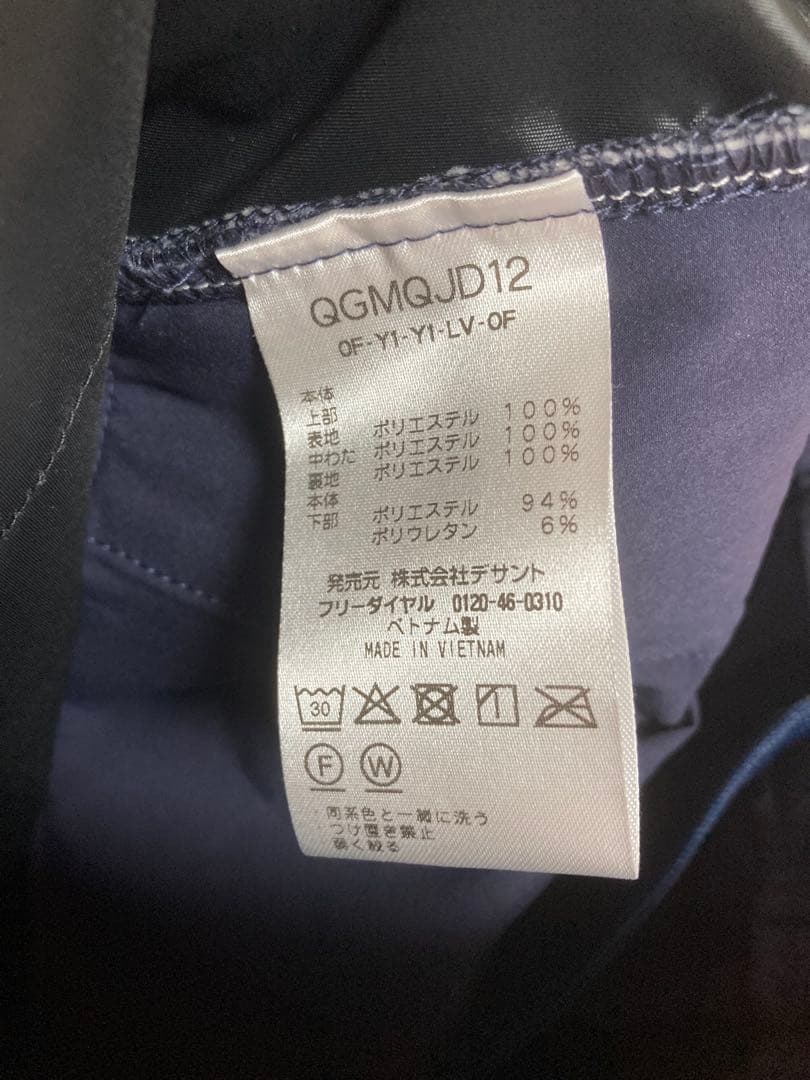 QGMQJD12
0F-Y1-Y1-LV-0F
本体
上部
表地 ポリエステル 100%
中わた ポリエステル 100%
裏地 ポリエステル 100%
本体
下部 ポリエステル 94%
ポリウレタン 6%
発売元 株式会社デサント
フリーダイヤル 0120-46-0310
ベトナム製
MADE IN VIETNAM
30
F W
・同系色と一緒に洗う
・つけ置き禁止
・弱く絞る